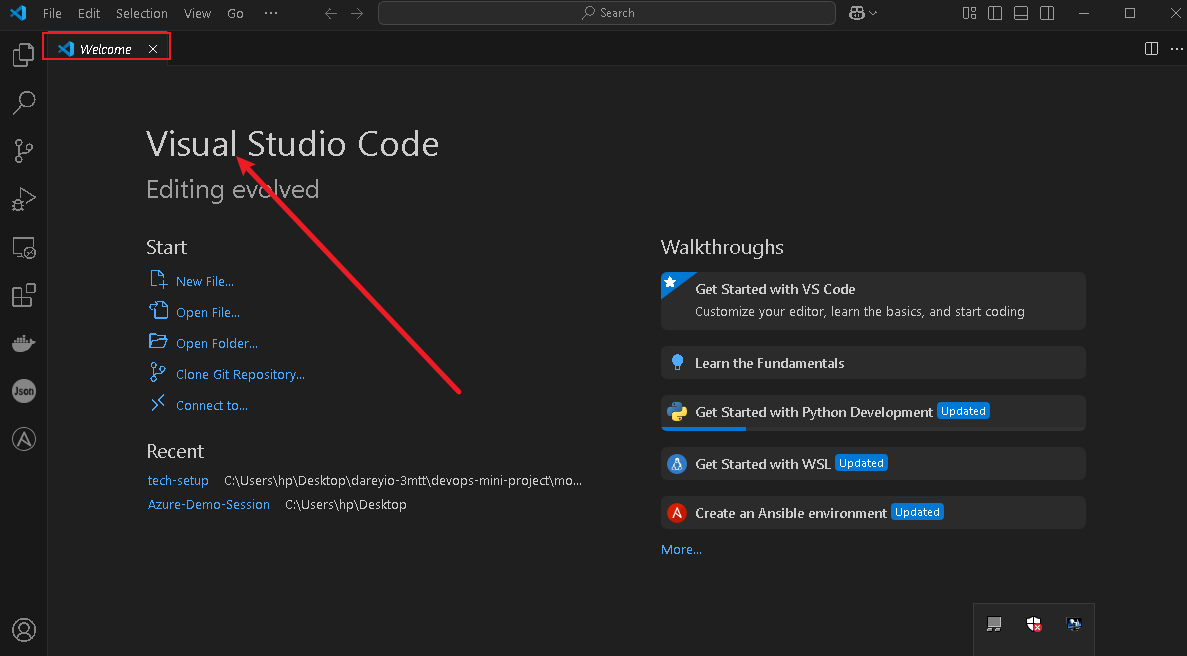 File Edit Selection View Go ··· Search
Welcome
Visual Studio Code
Editing evolved
Start
New File...
Open File...
Open Folder...
Clone Git Repository...
Connect to...
Recent
tech-setup C:\Users\hp\Desktop\dareyio-3mtt\devops-mini-project\mo...
Azure-Demo-Session C:\Users\hp\Desktop
Walkthroughs
Get Started with VS Code
Customize your editor, learn the basics, and start coding
Learn the Fundamentals
Get Started with Python Development Updated
Get Started with WSL Updated
Create an Ansible environment Updated
More...
Json